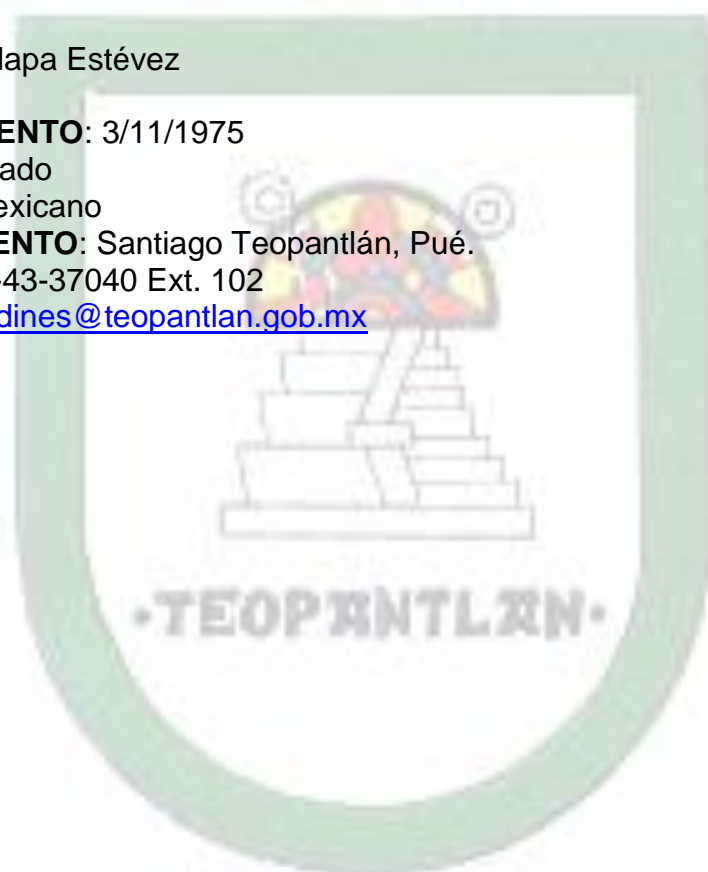 lapa Estévez
ENTO: 3/11/1975
ado
exicano
ENTO: Santiago Teopantlán, Pué.
-43-37040 Ext. 102
dines@teopantlan.gob.mx
·TEOPANTLAN·